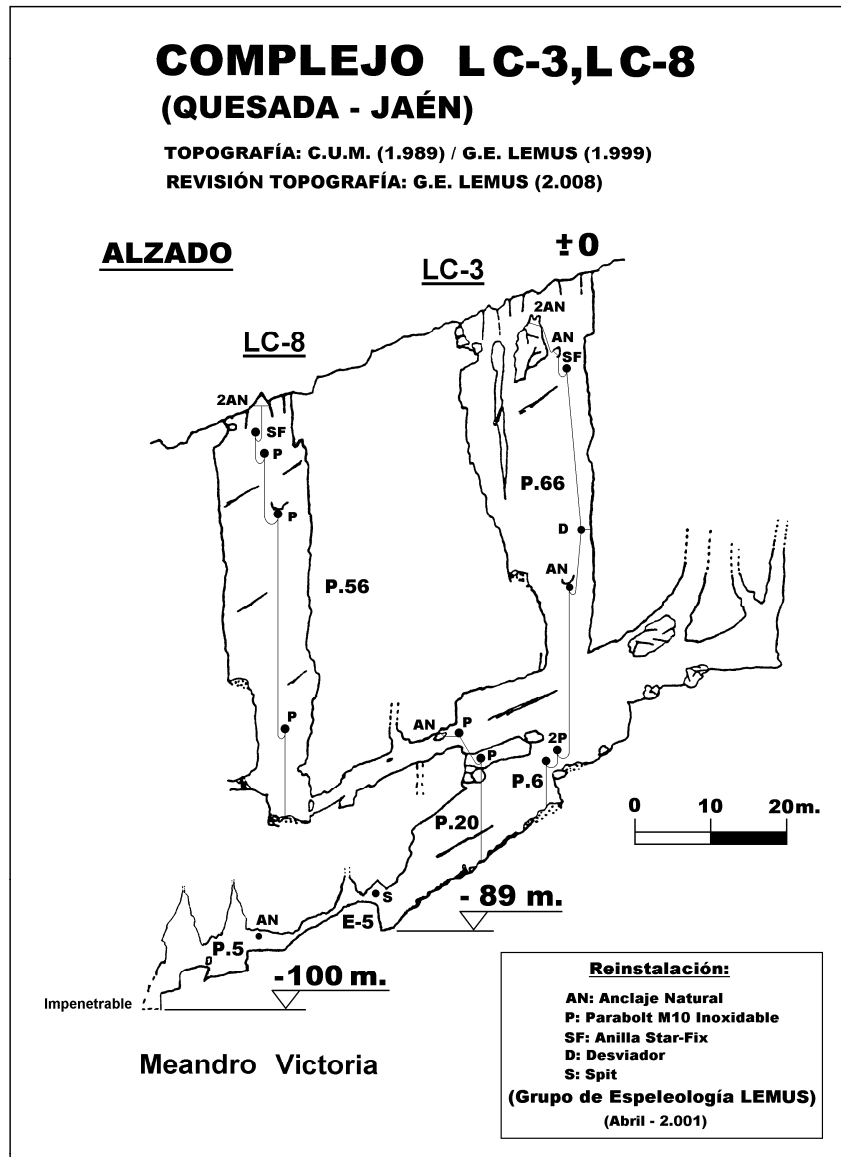 COMPLEJO LC-3,LC-8
(QUESADA - JAÉN)
TOPOGRAFÍA: C.U.M. (1.989) / G.E. LEMUS (1.999)
REVISIÓN TOPOGRAFÍA: G.E. LEMUS (2.008)
ALZADO
±0
LC-3
2AN
AN
SF
LC-8
2AN
SF
P
P
P.66
D
AN
P.56
P
AN
P
P
2P
P.6
P.20
0 10 20m.
S
E-5
- 89 m.
AN
P.5
-100 m.
Impenetrable
Meandro Victoria
Reinstalación:
AN: Anclaje Natural
P: Parabolt M10 Inoxidable
SF: Anilla Star-Fix
D: Desviador
S: Spit
(Grupo de Espeleología LEMUS)
(Abril - 2.001)